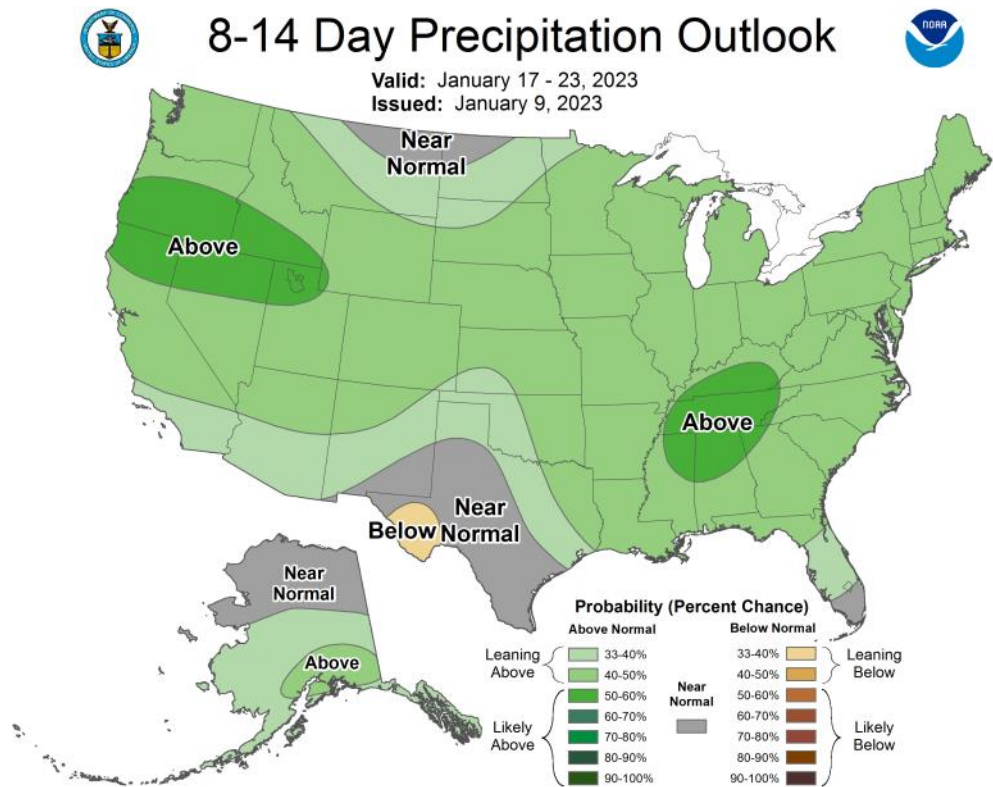 8-14 Day Precipitation Outlook
NOAA
Valid: January 17 - 23, 2023
Issued: January 9, 2023
Near
Normal
Above
Above
Near
Normal
Below
Near
Normal
Above
Probability (Percent Chance)
Above Normal
Below Normal
Leaning
Above
33-40%
40-50%
Likely
Above
50-60%
60-70%
70-80%
80-90%
90-100%
Near
Normal
33-40%
40-50%
Leaning
Below
50-60%
60-70%
70-80%
80-90%
90-100%
Likely
Below